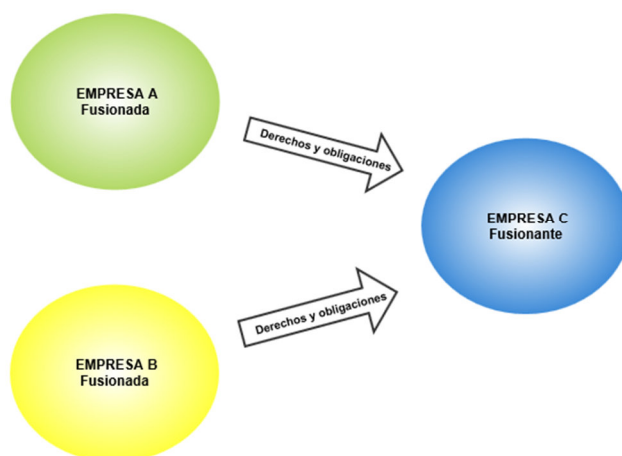 EMPRESA A
Fusionada
Derechos y obligaciones
EMPRESA C
Fusionante
Derechos y obligaciones
EMPRESA B
Fusionada